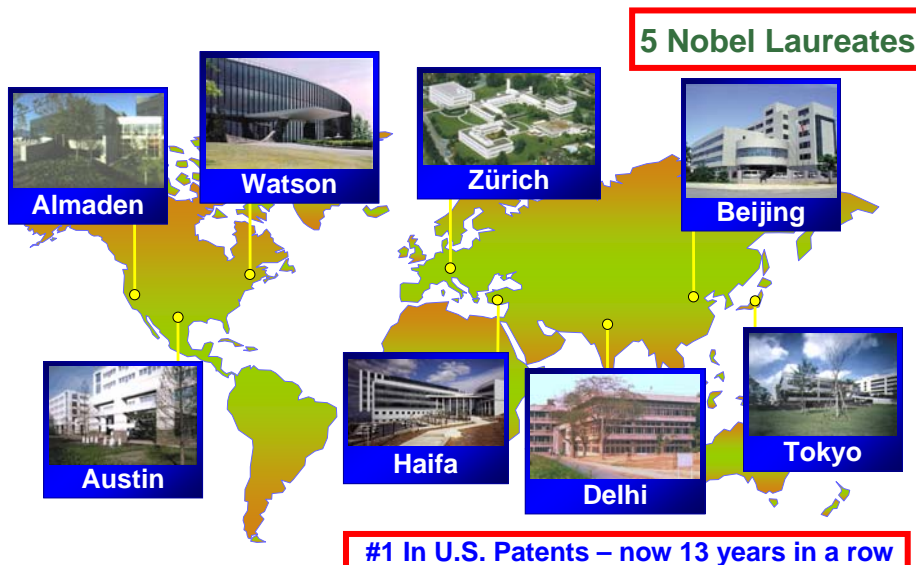 5 Nobel Laureates
Almaden
Watson
Zürich
Beijing
Austin
Haifa
Delhi
Tokyo
#1 In U.S. Patents – now 13 years in a row